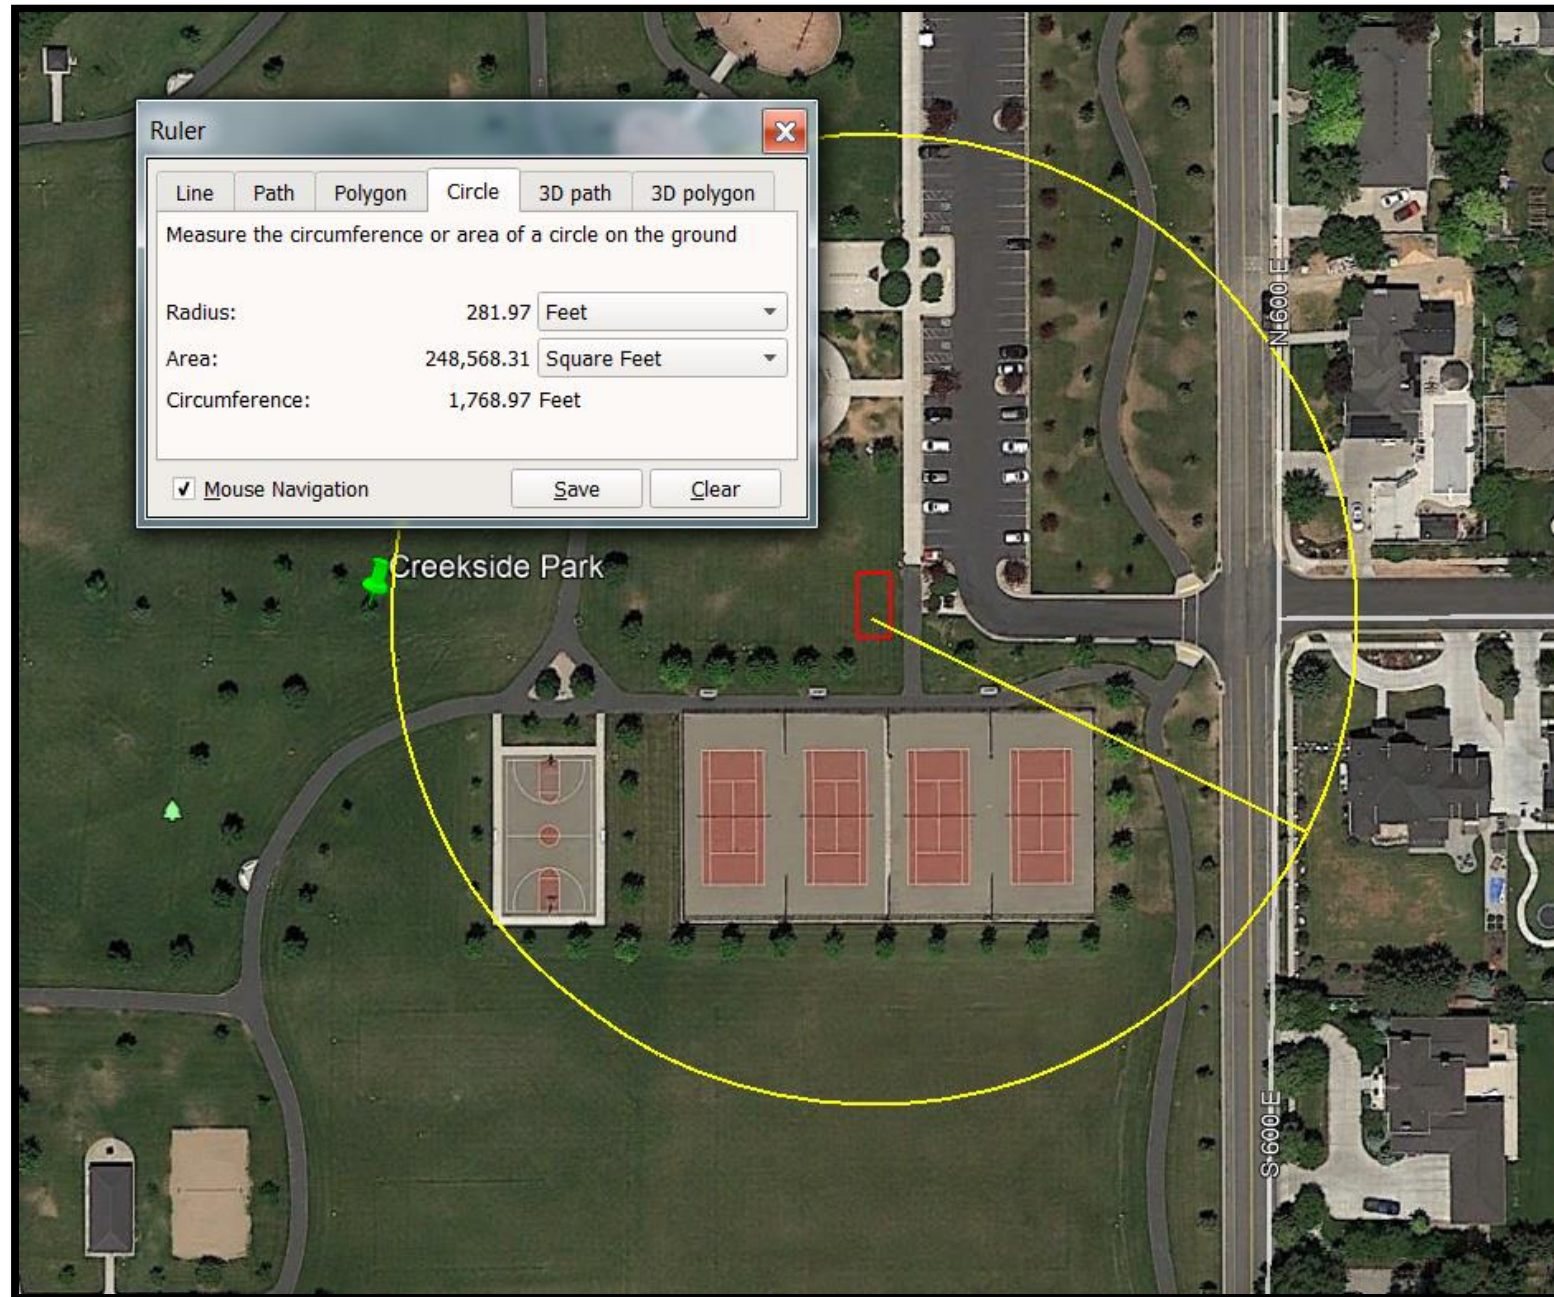 Ruler
Line Path Polygon Circle 3D path 3D polygon
Measure the circumference or area of a circle on the ground
Radius: 281.97 Feet
Area: 248,568.31 Square Feet
Circumference: 1,768.97 Feet
Mouse Navigation Save Clear
N 600 E
Creekside Park
S 600 E